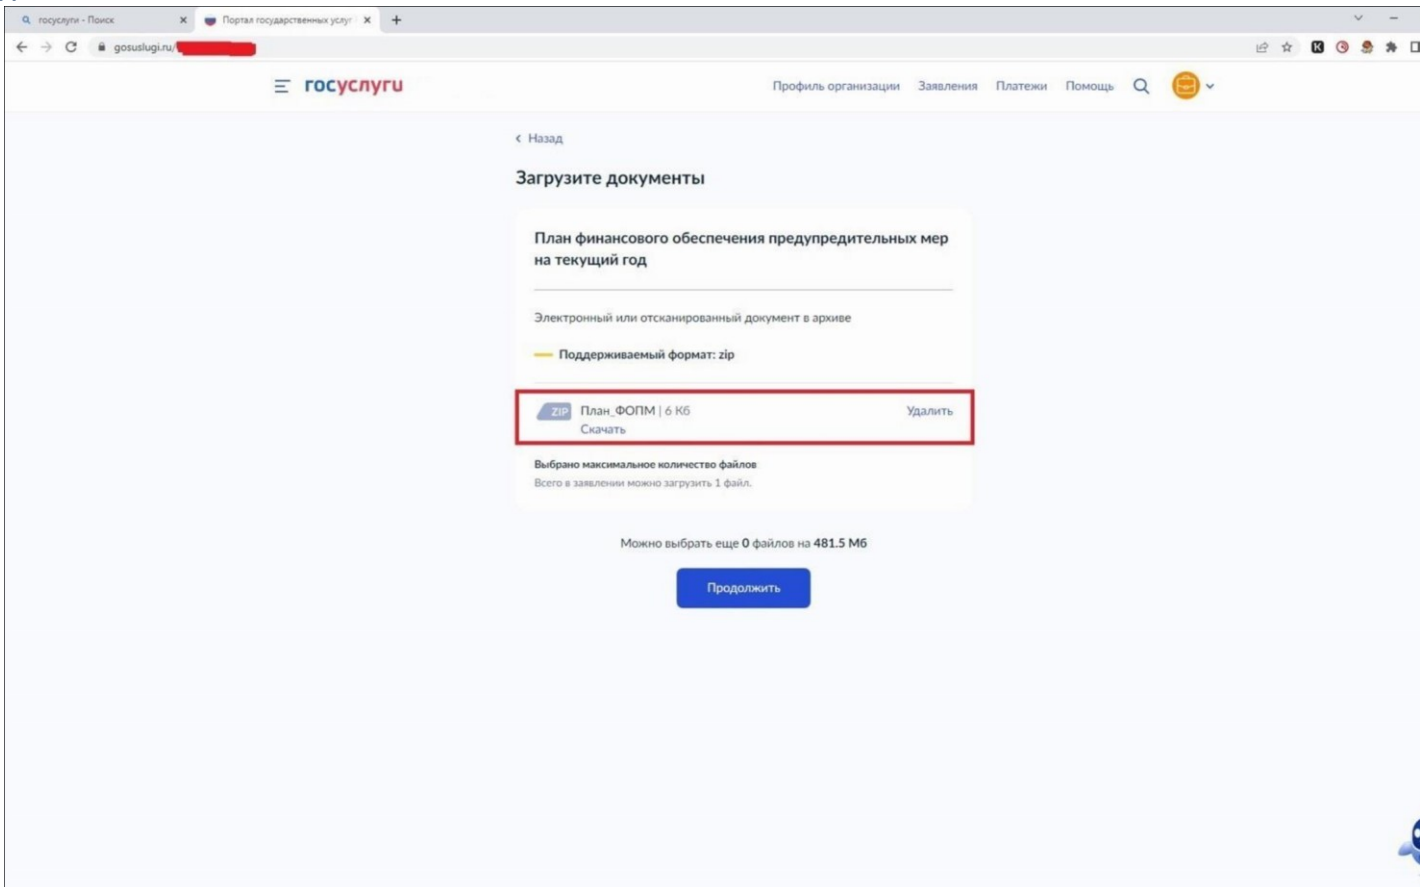 госуслуги - Поиск
Портал государственных услуг
gosuslugi.ru/
госуслуги
Профиль организации Заявления Платежи Помощь
Назад
Загрузите документы
План финансового обеспечения предупредительных мер
на текущий год
Электронный или отсканированный документ в архиве
Поддерживаемый формат: zip
ZIP План_ФОПМ | 6 Кб Удалить
Скачать
Выбрано максимальное количество файлов
Всего в заявлении можно загрузить 1 файл.
Можно выбрать еще 0 файлов на 481.5 Мб
Продолжить